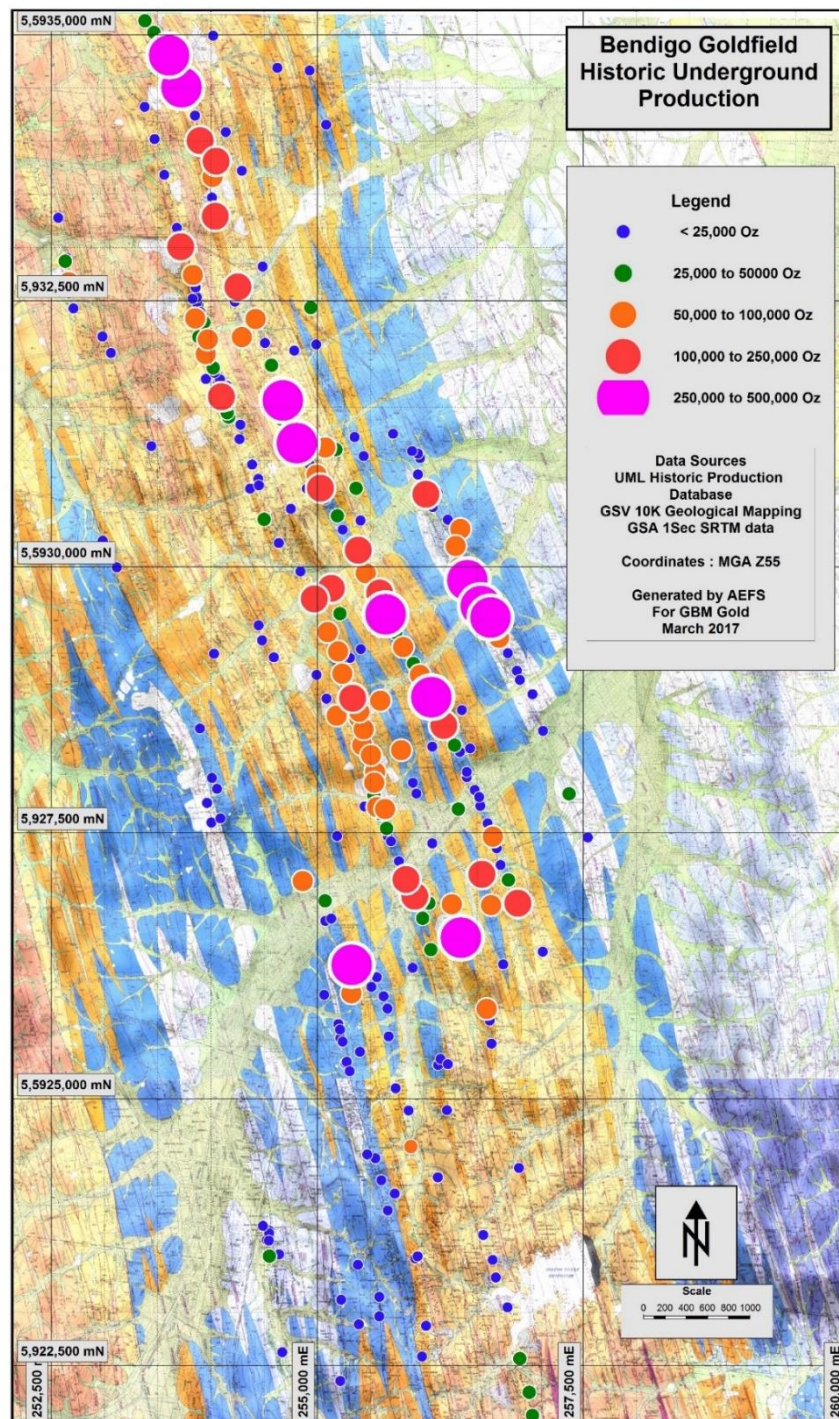 5,5935,000 mN
Bendigo Goldfield
Historic Underground
Production
Legend
< 25,000 Oz
25,000 to 50000 Oz
50,000 to 100,000 Oz
100,000 to 250,000 Oz
250,000 to 500,000 Oz
5,932,500 mN
Data Sources
UML Historic Production
Database
GSV 10K Geological Mapping
GSA 1Sec SRTM data
Coordinates : MGA Z55
Generated by AEFS
For GBM Gold
March 2017
5,5930,000 mN
5,927,500 mN
5,5925,000 mN
N
Scale
0 200 400 600 800 1000
5,922,500 mN
252,500
255,000 mE
257,500 mE